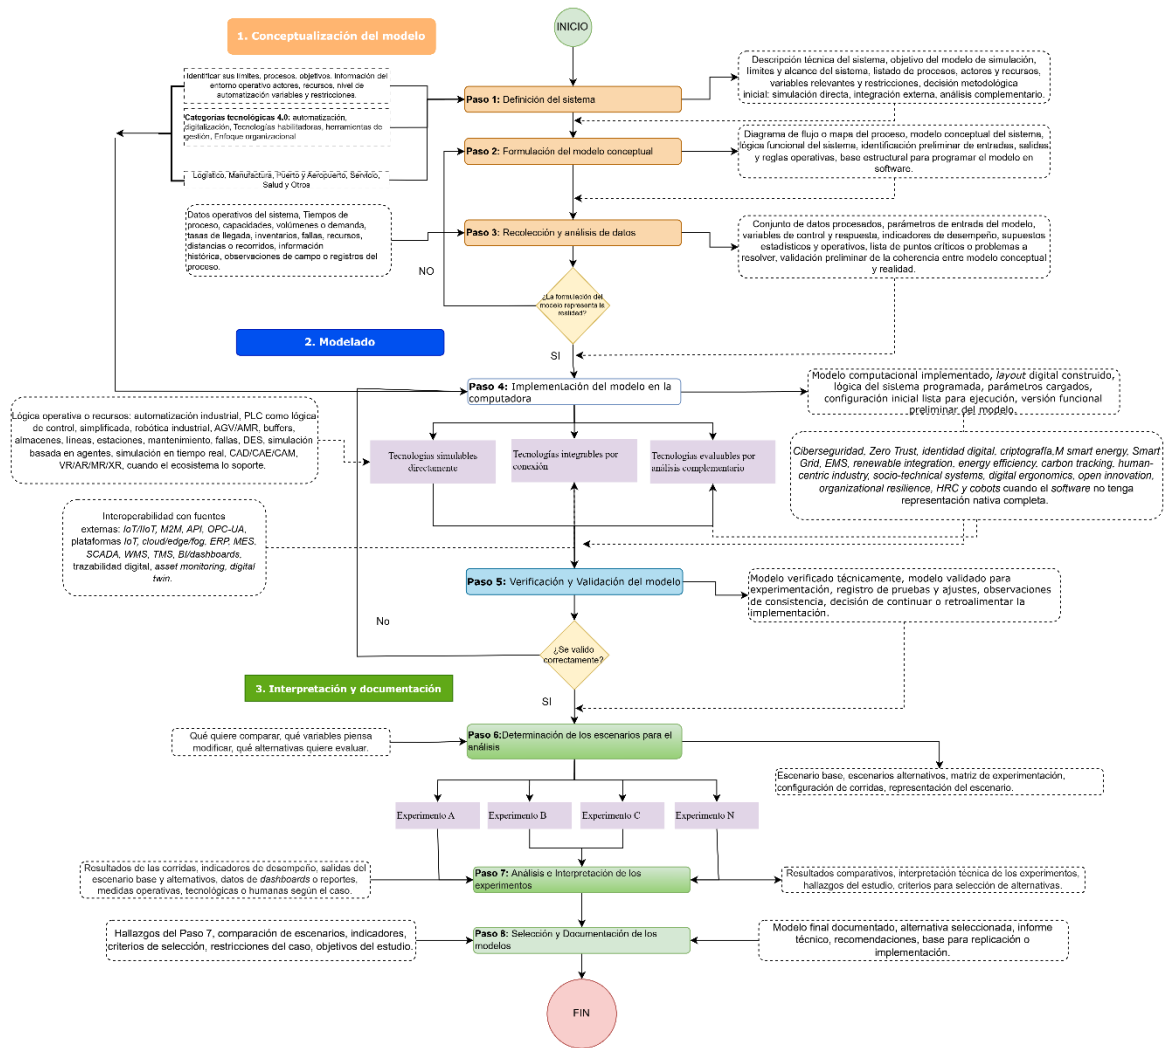 INICIO
1. Conceptualización del modelo
Identificar sus límites, procesos, objetivos. Información del
entorno operativo actores, recursos, nivel de
automatización variables y restricciones.
Categorías tecnológicas 4.0: automatización,
digitalización, Tecnologías habilitadoras, herramientas de
gestión, Enfoque organizacional
Logístico, Manufactura, Puerto y Aeropuerto, Servicio,
Salud y Otros
Paso 1: Definición del sistema
Descripción técnica del sistema, objetivo del modelo de simulación,
límites y alcance del sistema, listado de procesos, actores y recursos,
variables relevantes y restricciones, decisión metodológica
inicial: simulación directa, integración externa, análisis complementario.
Paso 2: Formulación del modelo conceptual
Diagrama de flujo o mapa del proceso, modelo conceptual del sistema,
lógica funcional del sistema, identificación preliminar de entradas, salidas
y reglas operativas, base estructural para programar el modelo en
software.
Datos operativos del sistema, Tiempos de
proceso, capacidades, volúmenes o demanda,
tasas de llegada, inventarios, fallas, recursos,
distancias o recorridos, información
histórica, observaciones de campo o registros del
proceso.
Paso 3: Recolección y análisis de datos
Conjunto de datos procesados, parámetros de entrada del modelo,
variables de control y respuesta, indicadores de desempeño, supuestos
estadísticos y operativos, lista de puntos críticos o problemas a
resolver, validación preliminar de la coherencia entre modelo conceptual
y realidad.
NO
¿La formulación del
modelo representa la
realidad?
SI
2. Modelado
Paso 4: Implementación del modelo en la
computadora
Modelo computacional implementado, layout digital construido,
lógica del sistema programada, parámetros cargados,
configuración inicial lista para ejecución, versión funcional
preliminar del modelo.
Lógica operativa o recursos: automatización industrial, PLC como lógica
de control, simplificada, robótica industrial, AGV/AMR, buffers,
almacenes, líneas, estaciones, mantenimiento, fallas, DES, simulación
basada en agentes, simulación en tiempo real, CAD/CAE/CAM,
VR/AR/MR/XR, cuando el ecosistema lo soporte.
Tecnologías simulables
directamente
Tecnologías integrables por
conexión
Tecnologías evaluables por
análisis complementario
Ciberseguridad, Zero Trust, identidad digital, criptografía,M smart energy, Smart
Grid, EMS, renewable integration, energy efficiency, carbon tracking, human-
centric industry, socio-technical systems, digital ergonomics, open innovation,
organizational resilience, HRC y cobots cuando el software no tenga
representación nativa completa.
Interoperabilidad con fuentes
externas: IoT/IIoT, M2M, API, OPC-UA,
plataformas IoT, cloud/edge/fog, ERP, MES,
SCADA, WMS, TMS, BI/dashboards,
trazabilidad digital, asset monitoring, digital
twin.
Paso 5: Verificación y Validación del modelo
Modelo verificado técnicamente, modelo validado para
experimentación, registro de pruebas y ajustes, observaciones
de consistencia, decisión de continuar o retroalimentar la
implementación.
No
¿Se valido
correctamente?
SI
3. Interpretación y documentación
Qué quiere comparar, qué variables piensa
modificar, qué alternativas quiere evaluar.
Paso 6:Determinación de los escenarios para el
análisis
Escenario base, escenarios alternativos, matriz de experimentación,
configuración de corridas, representación del escenario.
Experimento A
Experimento B
Experimento C
Experimento N
Resultados de las corridas, indicadores de desempeño, salidas del
escenario base y alternativos, datos de dashboards o reportes,
medidas operativas, tecnológicas o humanas según el caso.
Paso 7: Análisis e Interpretación de los
experimentos
Resultados comparativos, interpretación técnica de los experimentos,
hallazgos del estudio, criterios para selección de alternativas.
Hallazgos del Paso 7, comparación de escenarios, indicadores,
criterios de selección, restricciones del caso, objetivos del estudio.
Paso 8: Selección y Documentación de los
modelos
Modelo final documentado, alternativa seleccionada, informe
técnico, recomendaciones, base para replicación o
implementación.
FIN